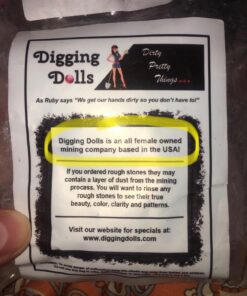 Digging
Dolls
Dirty
Pretty
Things...
As Ruby says "We get our hands dirty so you don't have to!"
Digging Dolls is an all female owned
mining company based in the USA!
If you ordered rough stones they may
contain a layer of dust from the mining
process. You will want to rinse any
rough stones to see their true
beauty, color, clarity and patterns.
Visit our website for specials at:
www.diggingdolls.com